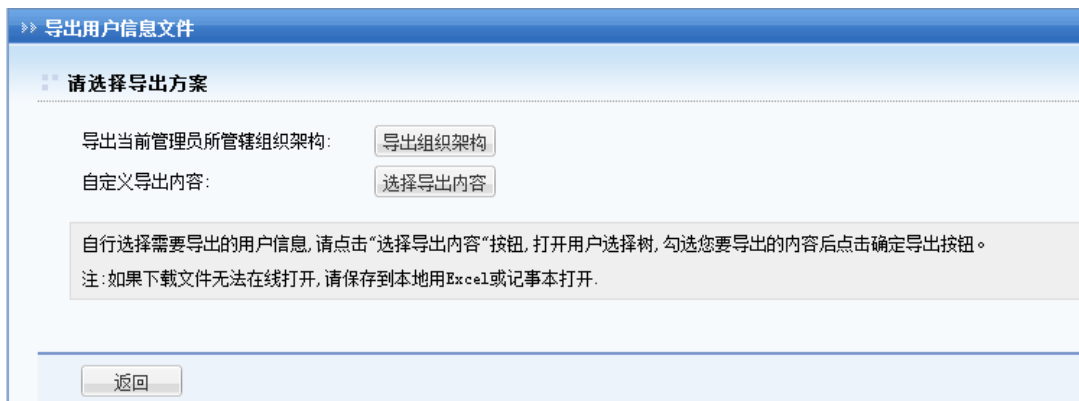 导出用户信息文件
请选择导出方案
导出当前管理员所管辖组织架构: 导出组织架构
自定义导出内容: 选择导出内容
自行选择需要导出的用户信息,请点击“选择导出内容“按钮,打开用户选择树,勾选您要导出的内容后点击确定导出按钮。
注:如果下载文件无法在线打开,请保存到本地用Excel或记事本打开.
返回